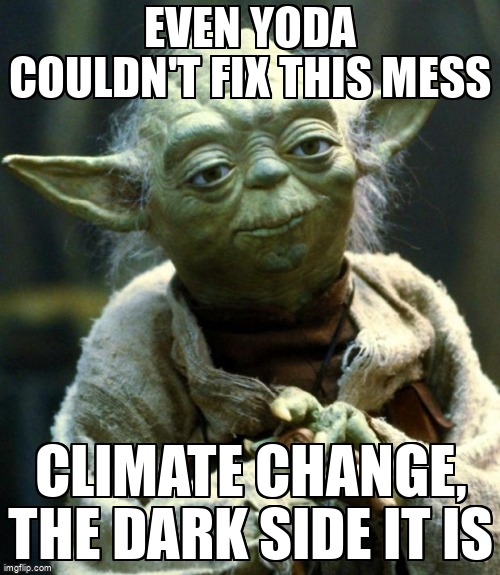 EVEN YODA
COULDN'T FIX THIS MESS
CLIMATE CHANGE,
THE DARK SIDE IT IS
imgflip.com